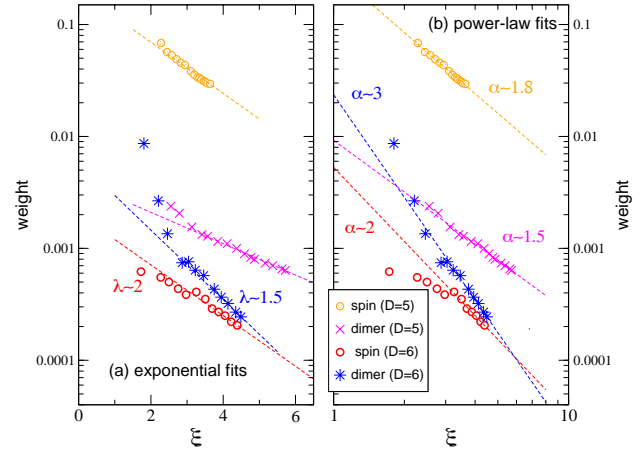 0.1
0.01
0.001
0.0001
weight
λ~2
λ~1.5
(a) exponential fits
0 2 4 6
ξ
(b) power-law fits
α~3
α~1.8
α~1.5
α~2
spin (D=5)
dimer (D=5)
spin (D=6)
dimer (D=6)
0.1
0.01
0.001
0.0001
weight
1 10
ξ